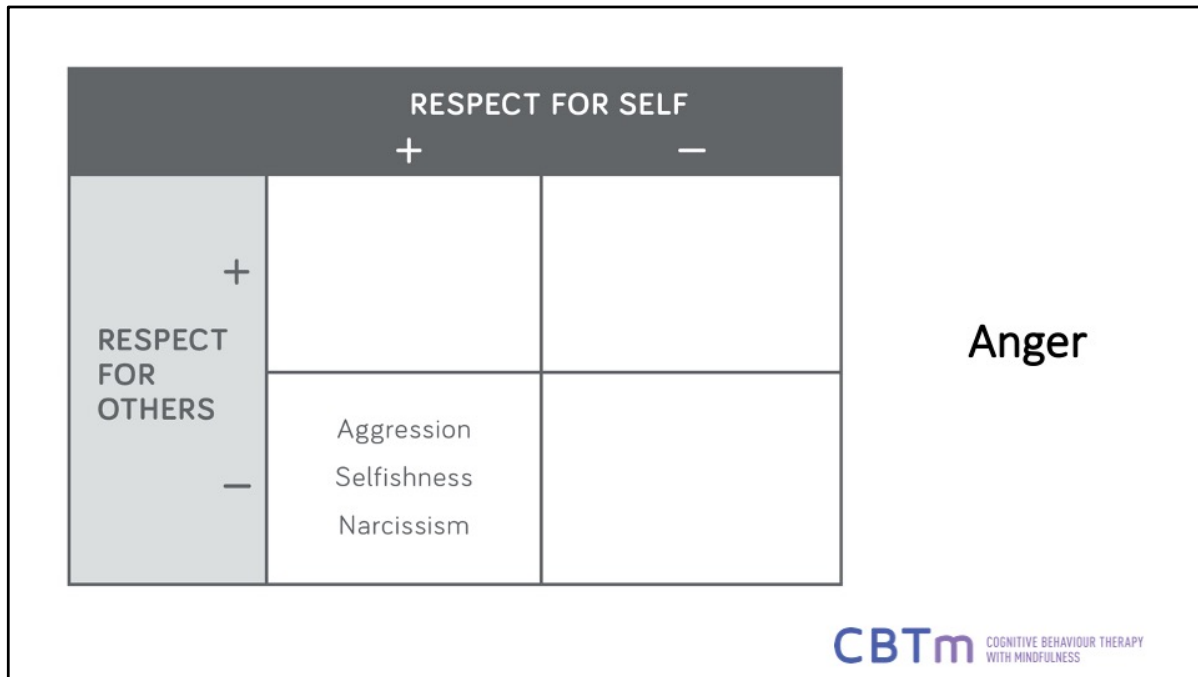 RESPECT FOR SELF
+ −
+
RESPECT
FOR
OTHERS
−
Aggression
Selfishness
Narcissism
Anger
CBTm COGNITIVE BEHAVIOUR THERAPY
WITH MINDFULNESS